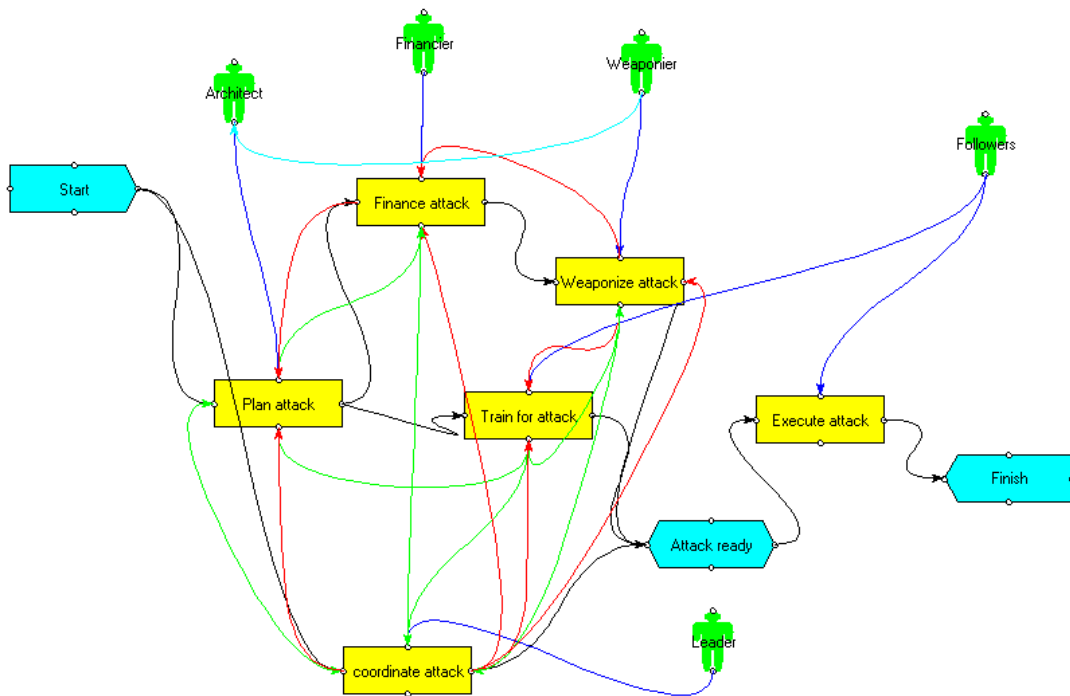 Financier
Weaponier
Architect
Followers
Start
Finance attack
Weaponize attack
Plan attack
Train for attack
Execute attack
Finish
Attack ready
Leader
coordinate attack